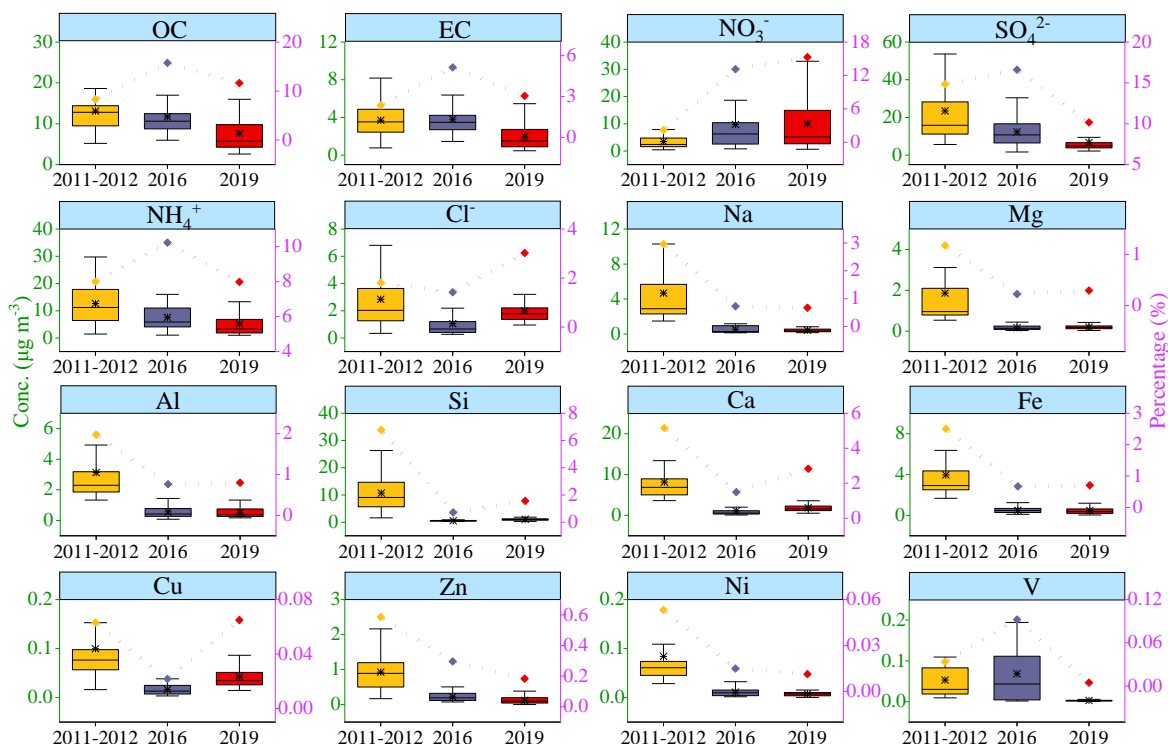 OC EC NO₃⁻ SO₄²⁻
30 20 12 6 40 18 60 20
20 10 8 3 30 12 40 15
10 0 4 0 20 6 20 10
0 0 10 0 0 5
0
2011-2012 2016 2019 2011-2012 2016 2019 2011-2012 2016 2019 2011-2012 2016 2019
NH₄⁺ Cl⁻ Na Mg
40 10 8 4 12 3 4 1
30 8 6 2 8 2 2 0
20 6 4 0 4 1 0
10 4 2 0 0
0 0
2011-2012 2016 2019 2011-2012 2016 2019 2011-2012 2016 2019 2011-2012 2016 2019
Conc. (μg m⁻³)
Percentage (%)
Al Si Ca Fe
6 2 40 8 20 6 8 3
4 1 30 6 10 4 4 2
2 0 20 4 0 2 0 1
0 10 2 0 0
0 0
2011-2012 2016 2019 2011-2012 2016 2019 2011-2012 2016 2019 2011-2012 2016 2019
Cu Zn Ni V
0.2 0.08 3 0.6 0.2 0.06 0.2 0.12
0.1 0.04 2 0.4 0.1 0.03 0.1 0.06
0.0 0.00 1 0.2 0.0 0.00 0.0 0.00
0 0.0
2011-2012 2016 2019 2011-2012 2016 2019 2011-2012 2016 2019 2011-2012 2016 2019